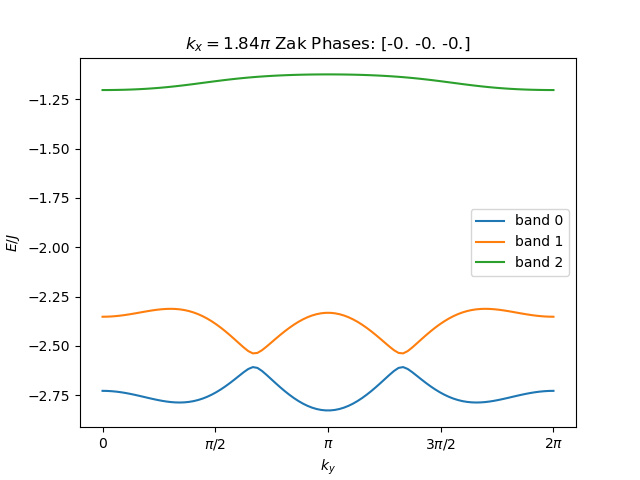 $k_x = 1.84\pi$ Zak Phases: [-0. -0. -0.]
−1.25
−1.50
−1.75
−2.00
−2.25
−2.50
−2.75
E/J
band 0
band 1
band 2
0
π/2
π
3π/2
2π
$k_y$